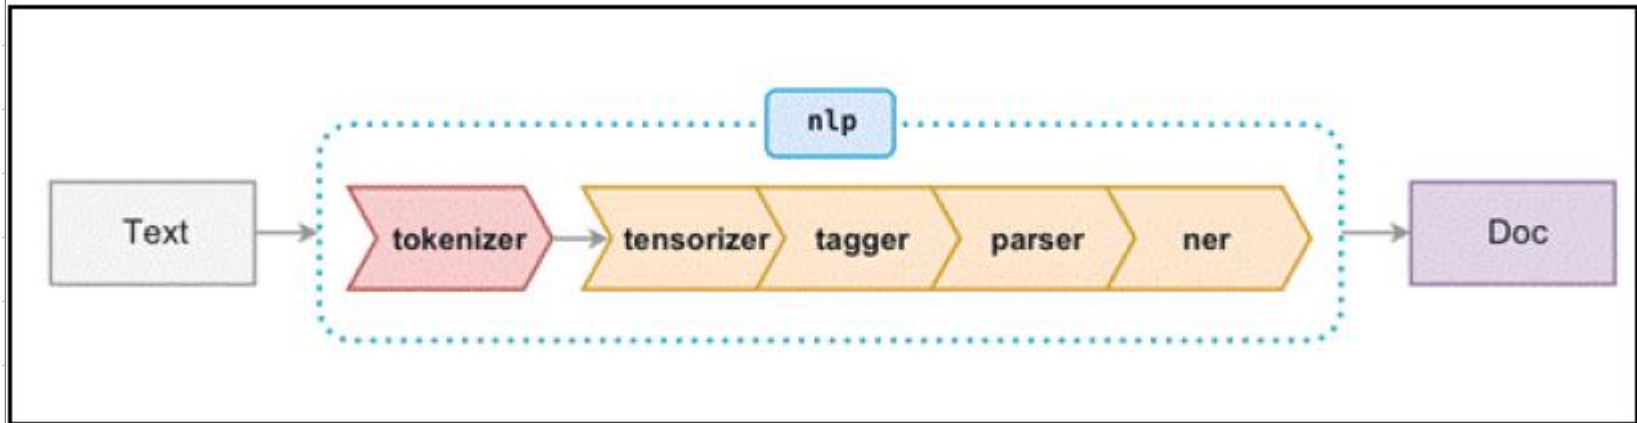 nlp
Text
tokenizer
tensorizer
tagger
parser
ner
Doc